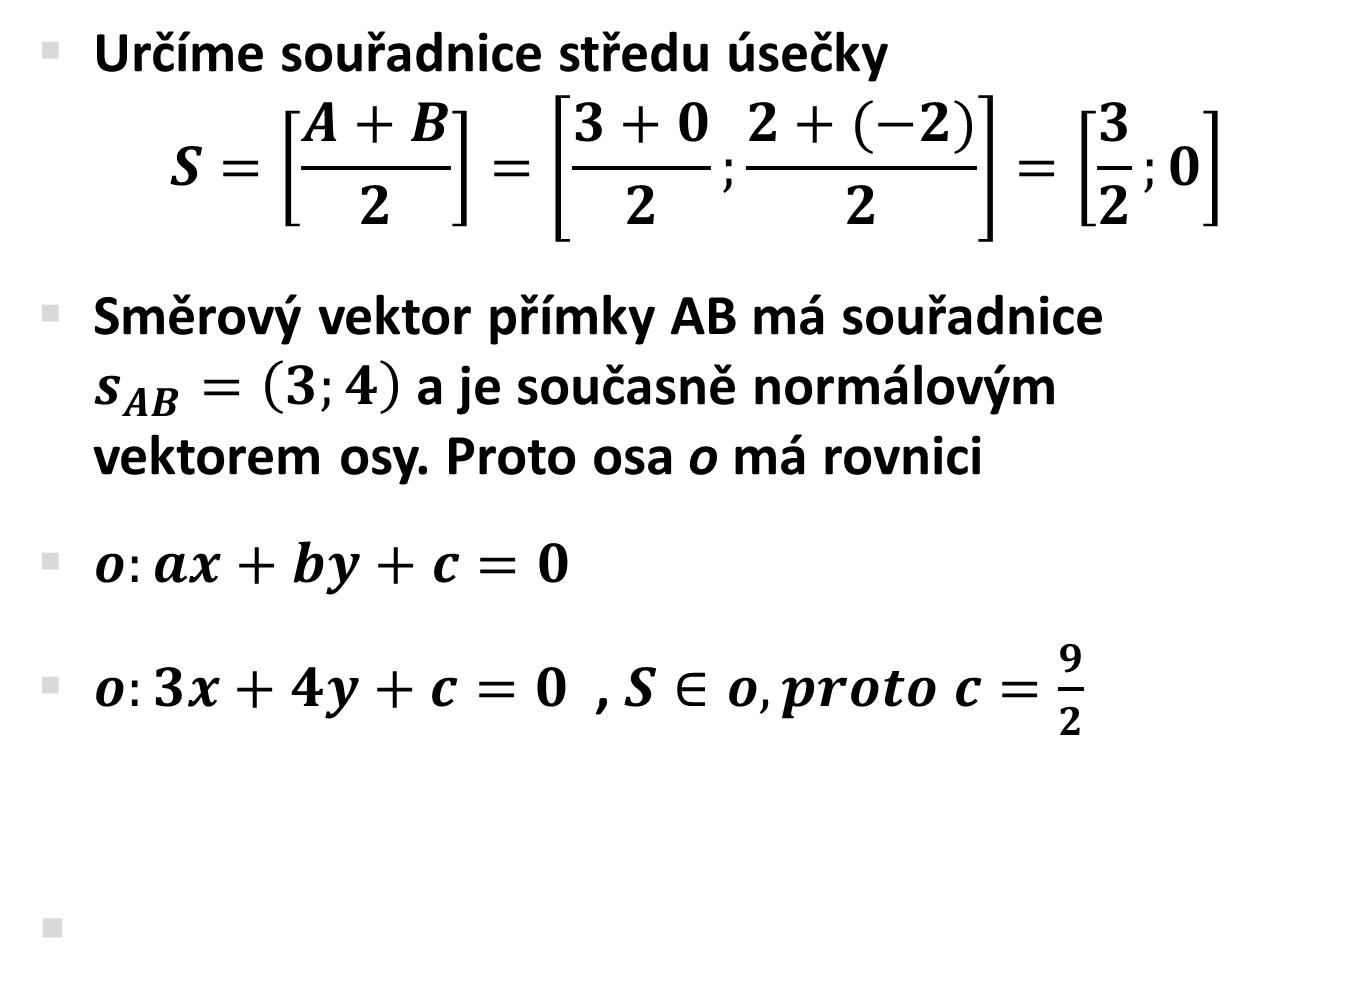 Určíme souřadnice středu úsečky
S = [A + B / 2] = [3 + 0 / 2 ; 2 + (−2) / 2] = [3/2 ; 0]
Směrový vektor přímky AB má souřadnice
s_AB = (3; 4) a je současně normálovým
vektorem osy. Proto osa o má rovnici
o: ax + by + c = 0
o: 3x + 4y + c = 0 , S ∈ o, proto c = 9/2